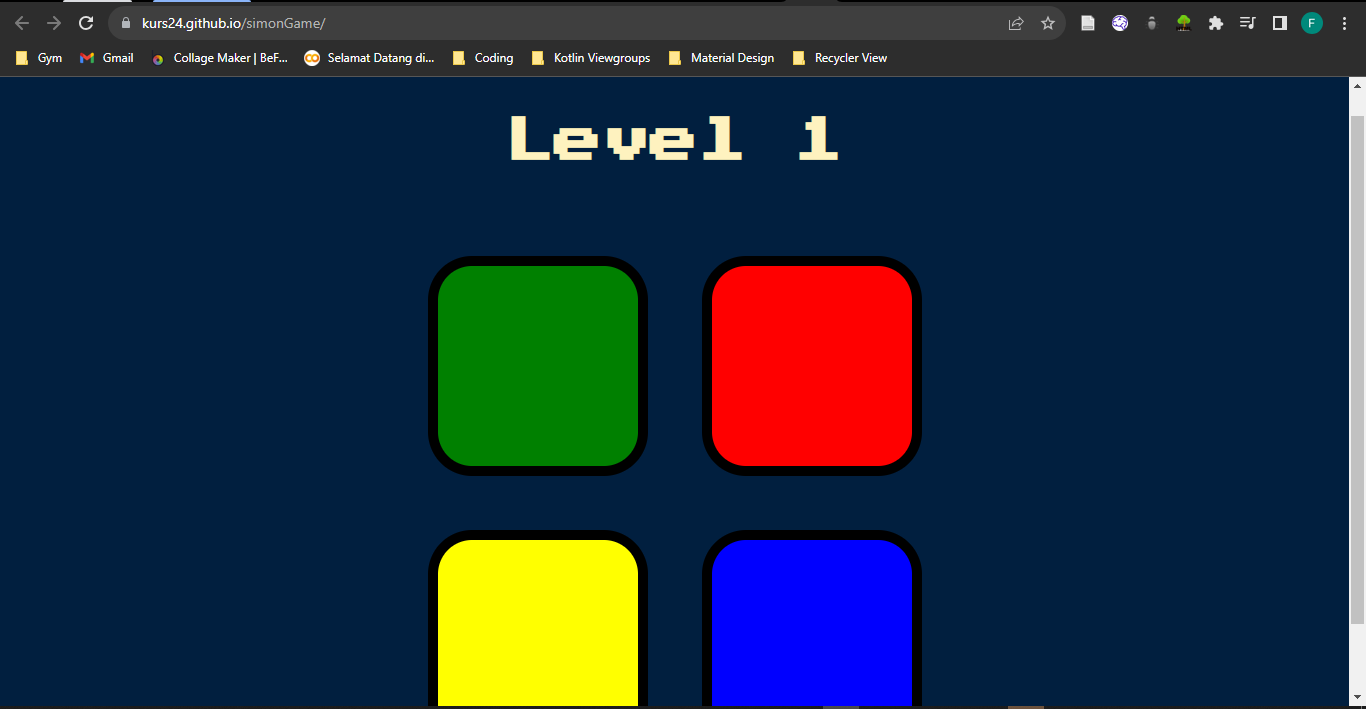 kurs24.github.io/simonGame/
Gym Gmail Collage Maker | BeF... Selamat Datang di... Coding Kotlin Viewgroups Material Design Recycler View
F
Level 1